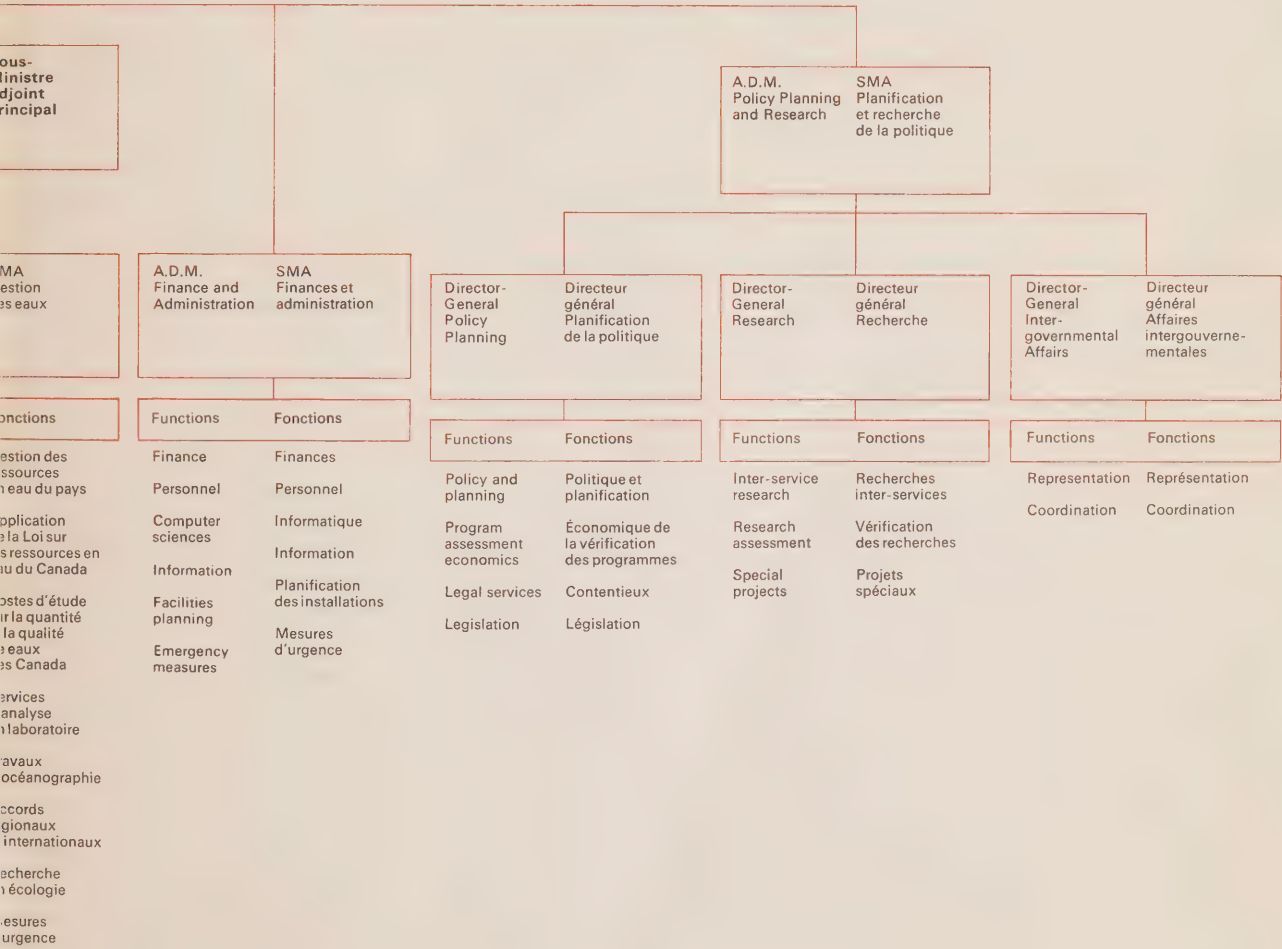 ous-
inistre
djoint
rincipal
A.D.M.
Policy Planning
and Research
SMA
Planification
et recherche
de la politique
MA
estion
es eaux
A.D.M.
Finance and
Administration
SMA
Finances et
administration
Director-
General
Policy
Planning
Directeur
général
Planification
de la politique
Director-
General
Research
Directeur
général
Recherche
Director-
General
Inter-
governmental
Affairs
Directeur
général
Affaires
intergouverne-
mentales
onctions
estion des
ssources
n eau du pays
pplication
e la Loi sur
s ressources en
au du Canada
ostes d'étude
ur la quantité
la qualité
e eaux
es Canada
ervices
analyse
n laboratoire
avaux
océanographie
ccords
gionaux
internationaux
echerche
n écologie
esures
urgence
Functions
Finance
Personnel
Computer
sciences
Information
Facilities
planning
Emergency
measures
Fonctions
Finances
Personnel
Informatique
Information
Planification
des installations
Mesures
d'urgence
Functions
Policy and
planning
Program
assessment
economics
Legal services
Legislation
Fonctions
Politique et
planification
Économique de
la vérification
des programmes
Contentieux
Législation
Functions
Inter-service
research
Research
assessment
Special
projects
Fonctions
Recherches
inter-services
Vérification
des recherches
Projets
spéciaux
Functions
Representation
Coordination
Fonctions
Représentation
Coordination